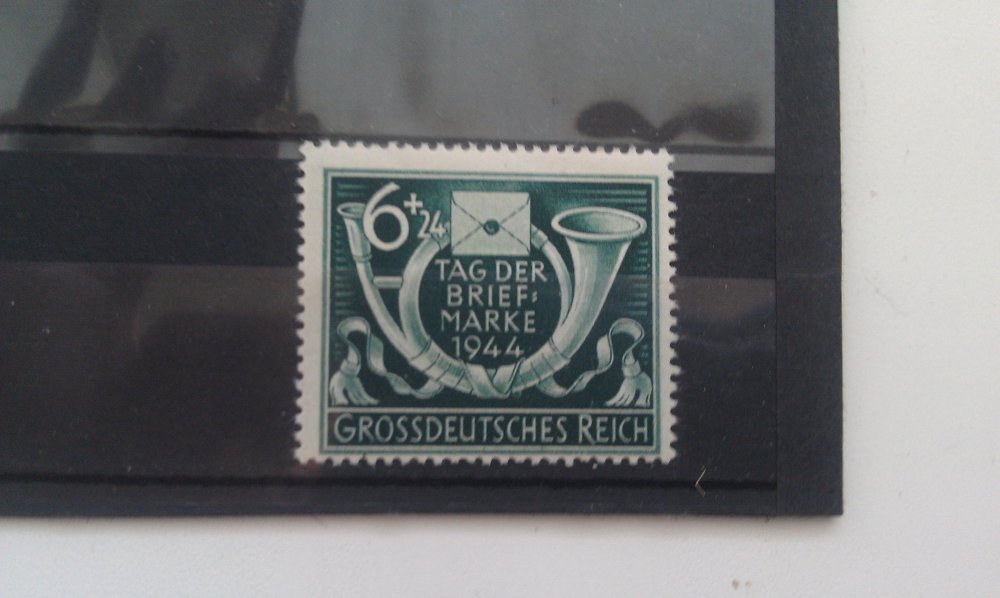 6+24
TAG DER
BRIEF=
MARKE
1944
GROSSDEUTSCHES REICH